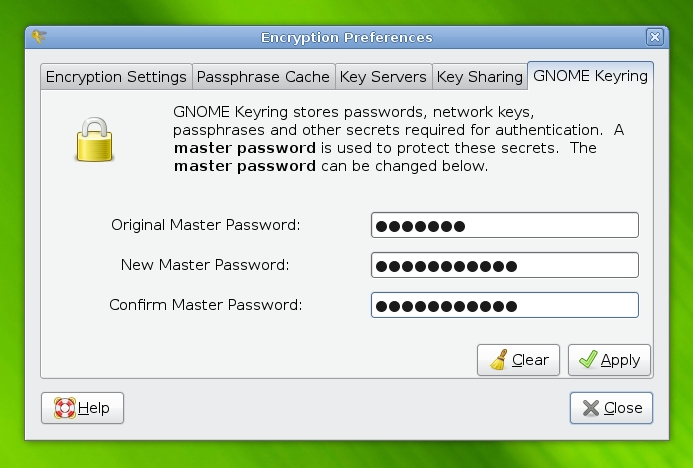 Encryption Preferences
Encryption Settings Passphrase Cache Key Servers Key Sharing GNOME Keyring
GNOME Keyring stores passwords, network keys,
passphrases and other secrets required for authentication. A
master password is used to protect these secrets. The
master password can be changed below.
Original Master Password: ●●●●●●●
New Master Password: ●●●●●●●●●●●
Confirm Master Password: ●●●●●●●●●●●
Clear Apply
Help Close